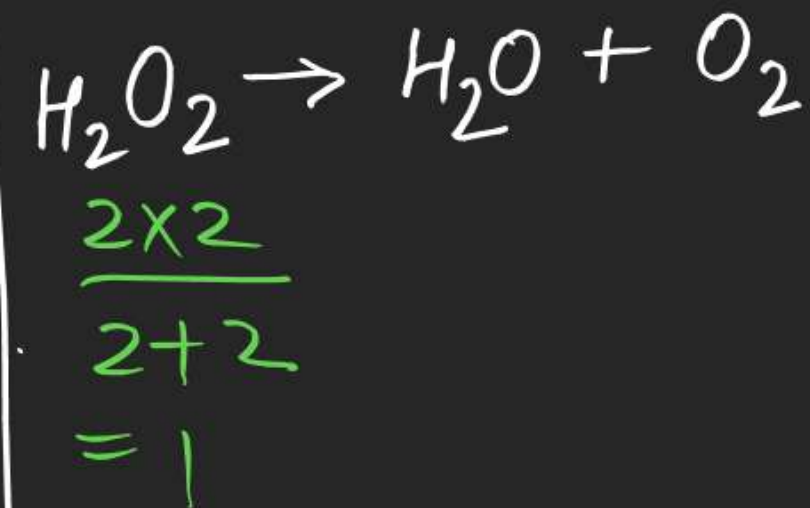 H₂O₂ → H₂O + O₂
2×2
2+2
= 1